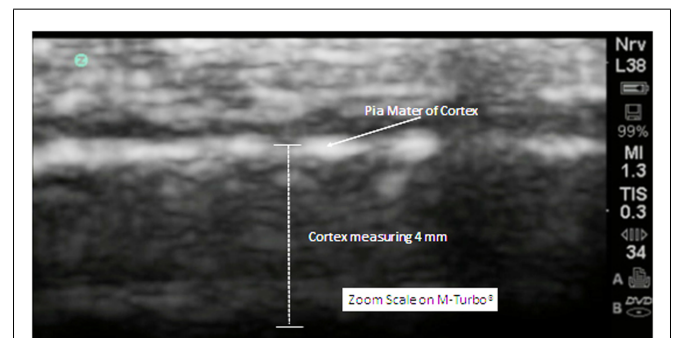 Z
Nrv
L38
Pia Mater of Cortex
99%
MI
1.3
TIS
0.3
Cortex measuring 4 mm
34
Zoom Scale on M-Turbo®
A
B DVD